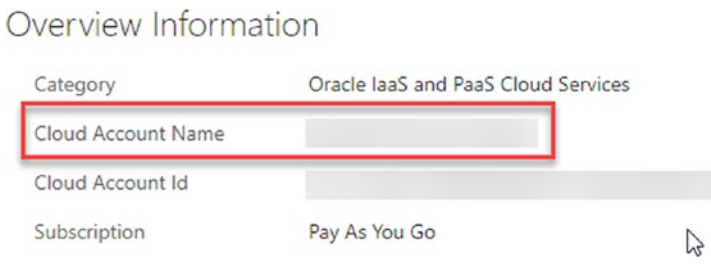 Overview Information
Category Oracle IaaS and PaaS Cloud Services
Cloud Account Name
Cloud Account Id
Subscription Pay As You Go